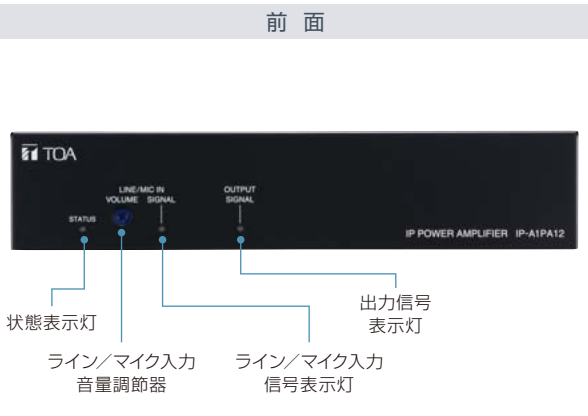 前 面
TOA
LINE/MIC IN
VOLUME SIGNAL
OUTPUT
SIGNAL
STATUS
IP POWER AMPLIFIER IP-A1PA12
状態表示灯
ライン／マイク入力
音量調節器
ライン／マイク入力
信号表示灯
出力信号
表示灯